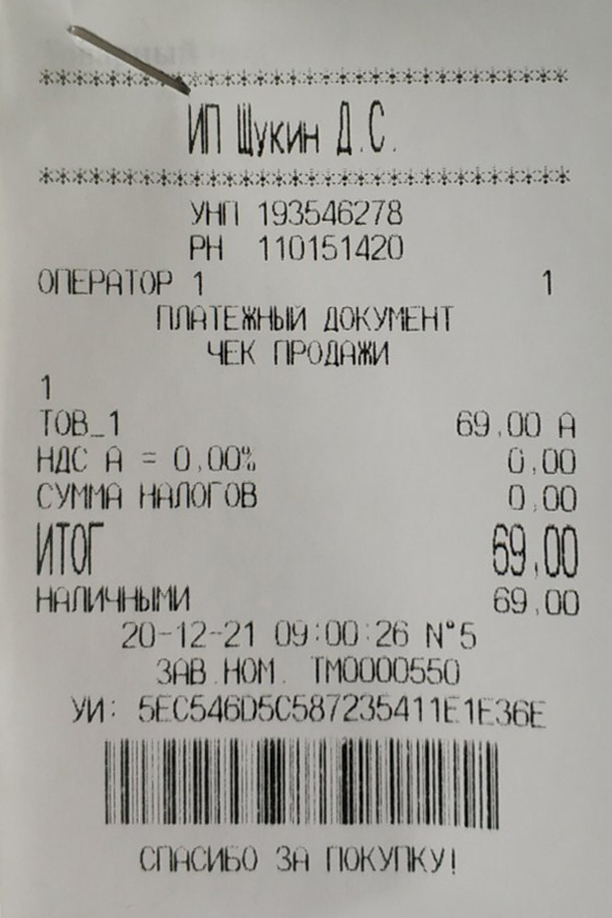 ********************************************
ИП Щукин Д.С.
********************************************
УНП 193546278
РН 110151420
ОПЕРАТОР 1 1
ПЛАТЕЖНЫЙ ДОКУМЕНТ
ЧЕК ПРОДАЖИ
1
ТОВ_1 69,00 А
НДС А = 0,00% 0,00
СУММА НАЛОГОВ 0,00
ИТОГ 69,00
НАЛИЧНЫМИ 69,00
20-12-21 09:00:26 N°5
ЗАВ.НОМ. ТМ0000550
УИ: 5EC546D5C587235411E1E36E
СПАСИБО ЗА ПОКУПКУ!